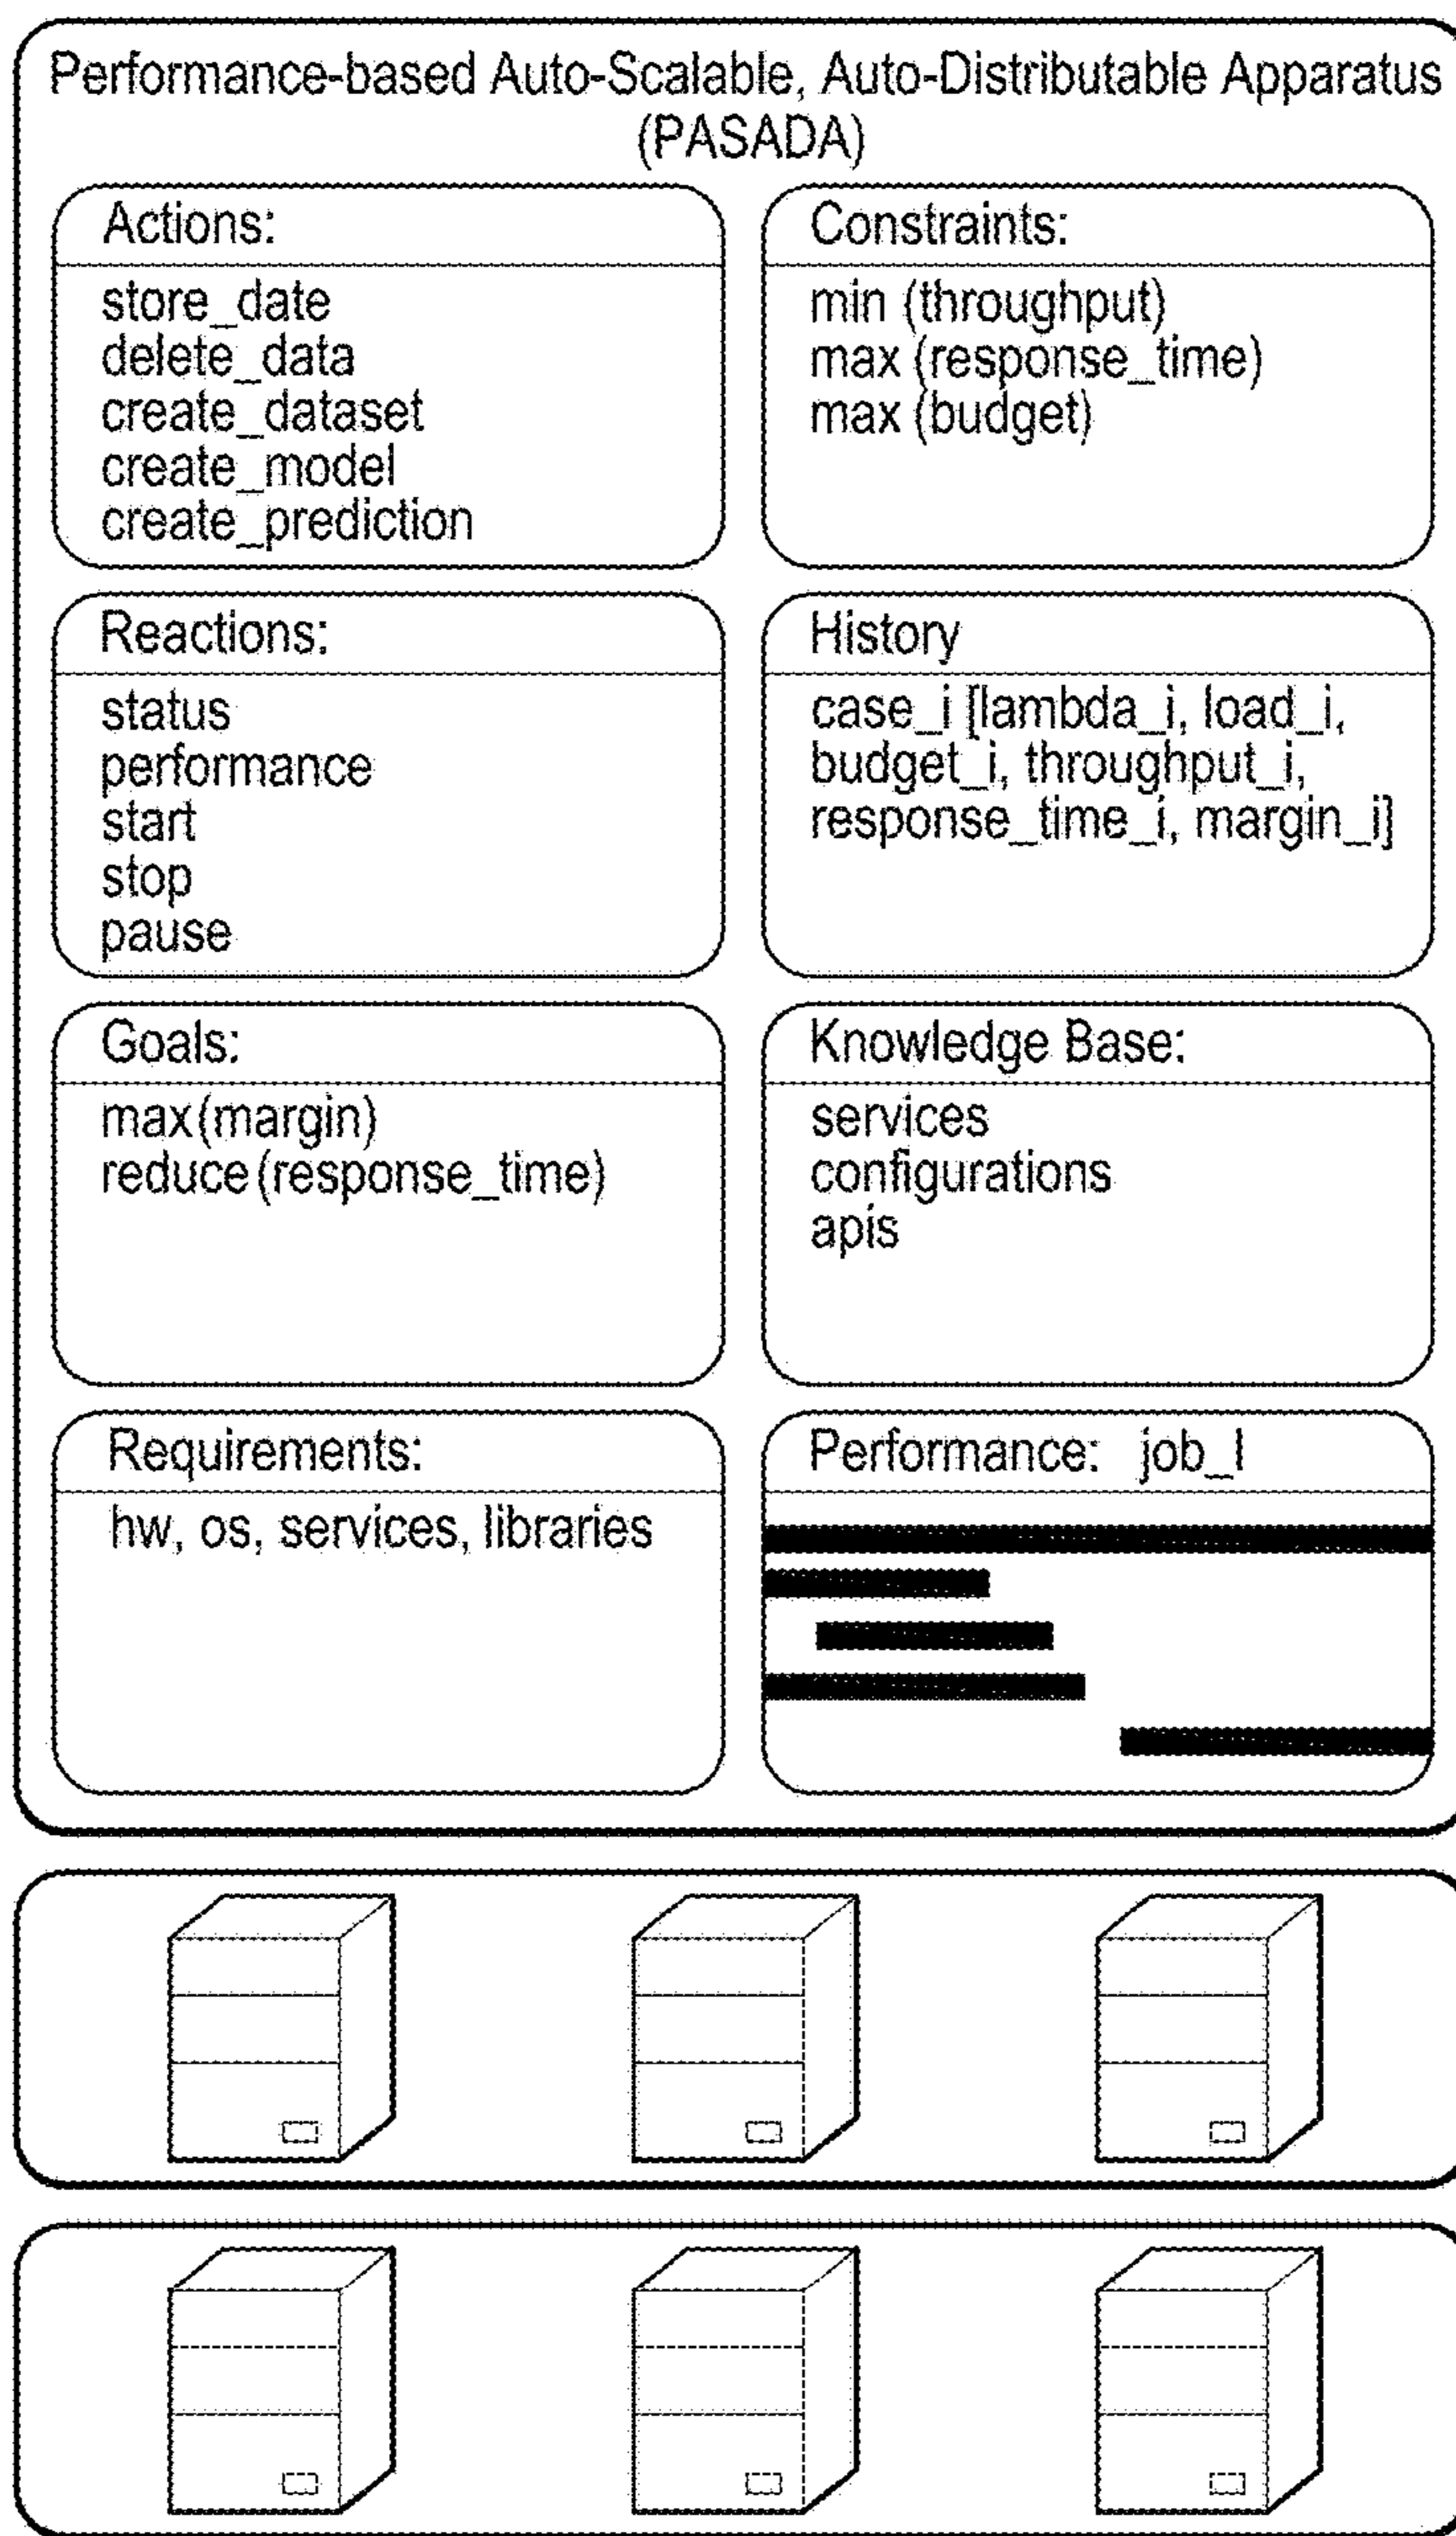 Performance-based Auto-Scalable, Auto-Distributable Apparatus
(PASADA)
Actions:
store_date
delete_data
create_dataset
create_model
create_prediction
Constraints:
min (throughput)
max (response_time)
max (budget)
Reactions:
status
performance
start
stop
pause
History
case_i [lambda_i, load_i,
budget_i, throughput_i,
response_time_i, margin_i]
Goals:
max(margin)
reduce(response_time)
Knowledge Base:
services
configurations
apis
Requirements:
hw, os, services, libraries
Performance: job_I